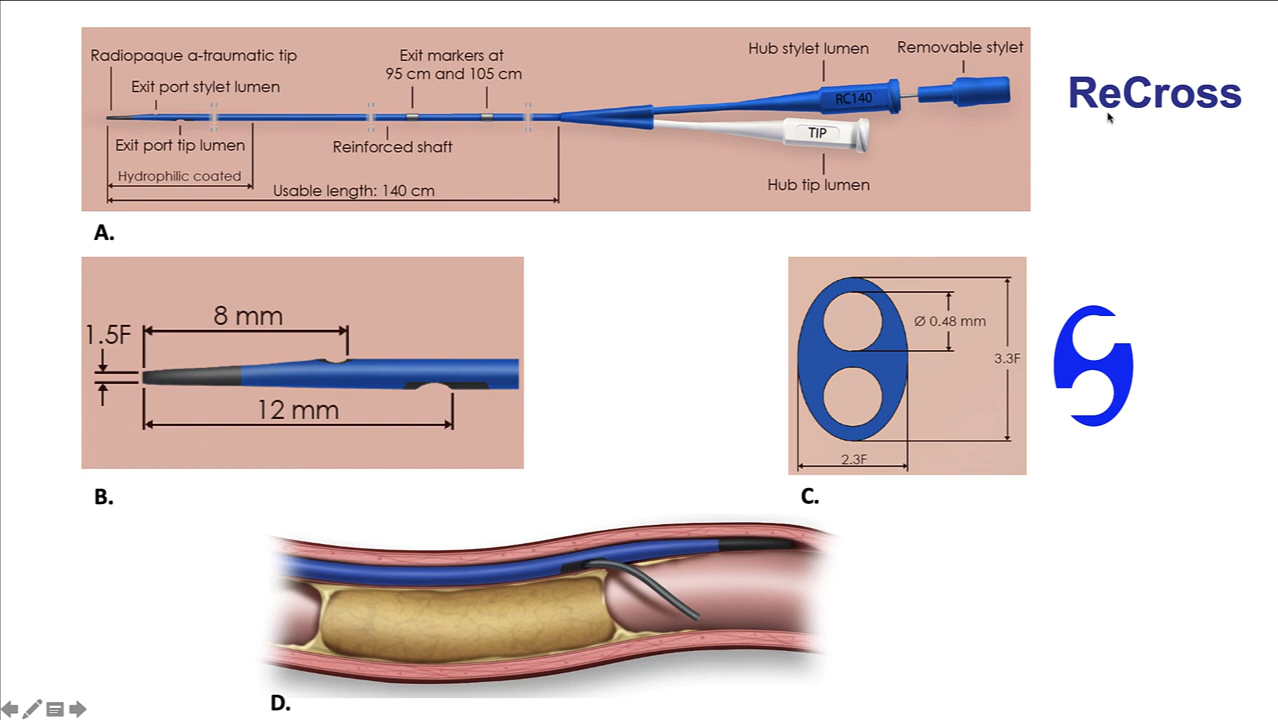 Radiopaque a-traumatic tip
Exit port stylet lumen
Exit port tip lumen
Hydrophilic coated
Exit markers at
95 cm and 105 cm
Reinforced shaft
Usable length: 140 cm
Hub stylet lumen
Removable stylet
RC140
TIP
Hub tip lumen
ReCross
A.
8 mm
1.5F
12 mm
B.
Ø 0.48 mm
3.3F
2.3F
C.
D.